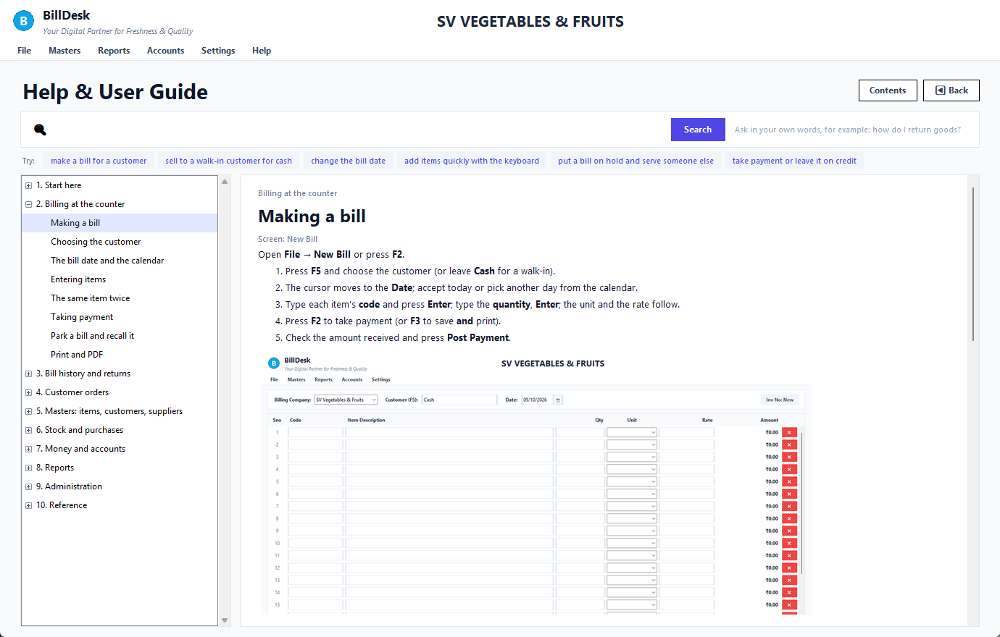 B BillDesk
Your Digital Partner for Freshness & Quality
SV VEGETABLES & FRUITS
File Masters Reports Accounts Settings Help
Help & User Guide
Contents Back
Search Ask in your own words, for example: how do I return goods?
Try: make a bill for a customer sell to a walk-in customer for cash change the bill date add items quickly with the keyboard put a bill on hold and serve someone else take payment or leave it on credit
1. Start here
2. Billing at the counter
Making a bill
Choosing the customer
The bill date and the calendar
Entering items
The same item twice
Taking payment
Park a bill and recall it
Print and PDF
3. Bill history and returns
4. Customer orders
5. Masters: items, customers, suppliers
6. Stock and purchases
7. Money and accounts
8. Reports
9. Administration
10. Reference
Billing at the counter
Making a bill
Screen: New Bill
Open File → New Bill or press F2.
1. Press F5 and choose the customer (or leave Cash for a walk-in).
2. The cursor moves to the Date; accept today or pick another day from the calendar.
3. Type each item's code and press Enter; type the quantity, Enter; the unit and the rate follow.
4. Press F2 to take payment (or F3 to save and print).
5. Check the amount received and press Post Payment.
B BillDesk
Your Digital Partner for Freshness & Quality
SV VEGETABLES & FRUITS
File Masters Reports Accounts Settings
Billing Company: SV Vegetables & Fruits Customer (F5): Cash Date: 09/10/2026 Inv No: New
Sno Code Item Description Qty Unit Rate Amount
1 ₹0.00
2 ₹0.00
3 ₹0.00
4 ₹0.00
5 ₹0.00
6 ₹0.00
7 ₹0.00
8 ₹0.00
9 ₹0.00
10 ₹0.00
11 ₹0.00
12 ₹0.00
13 ₹0.00
14 ₹0.00
15 ₹0.00